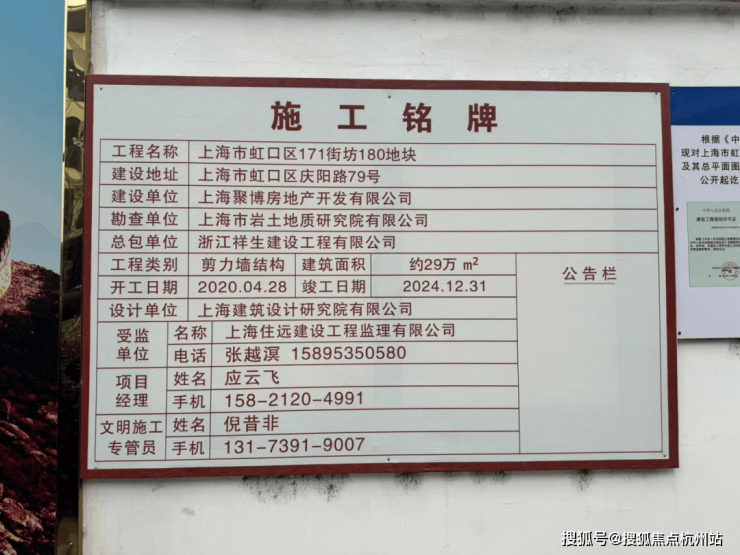 施工铭牌
工程名称 上海市虹口区171街坊180地块
建设地址 上海市虹口区庆阳路79号
建设单位 上海聚博房地产开发有限公司
勘查单位 上海市岩土地质研究院有限公司
总包单位 浙江祥生建设工程有限公司
工程类别 剪力墙结构 建筑面积 约29万 m²
开工日期 2020.04.28 竣工日期 2024.12.31
设计单位 上海建筑设计研究院有限公司
受监单位 名称 上海住远建设工程监理有限公司
电话 张越溟 15895350580
项目经理 姓名 应云飞
手机 158-2120-4991
文明施工专管员 姓名 倪昔非
手机 131-7391-9007
公告栏
根据《中
现对上海市虹
及其总平面图
公开起讫
搜狐号@搜狐焦点杭州站